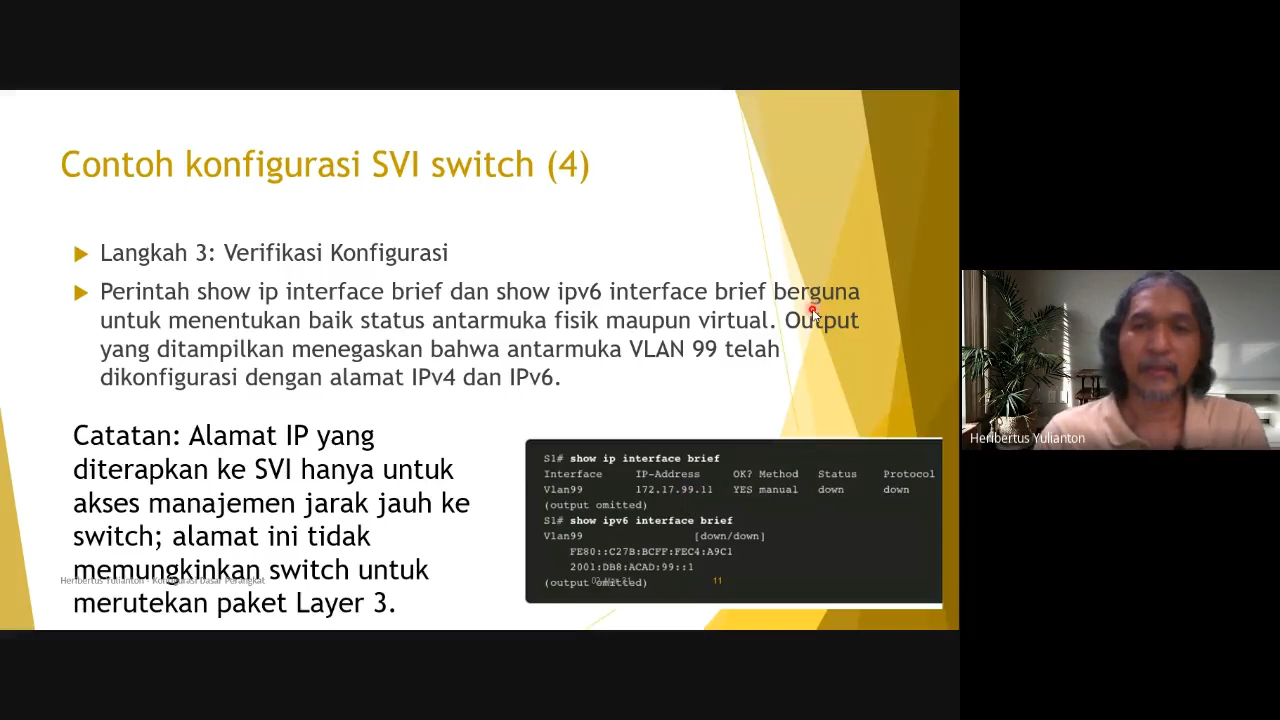 Contoh konfigurasi SVI switch (4)
Langkah 3: Verifikasi Konfigurasi
Perintah show ip interface brief dan show ipv6 interface brief berguna
untuk menentukan baik status antarmuka fisik maupun virtual. Output
yang ditampilkan menegaskan bahwa antarmuka VLAN 99 telah
dikonfigurasi dengan alamat IPv4 dan IPv6.
Catatan: Alamat IP yang
diterapkan ke SVI hanya untuk
akses manajemen jarak jauh ke
switch; alamat ini tidak
memungkinkan switch untuk
merutekan paket Layer 3.
Heribertus Yulianton - Konfigurasi Dasar Perangkat
S1# show ip interface brief
Interface IP-Address OK? Method Status Protocol
Vlan99 172.17.99.11 YES manual down down
(output omitted)
S1# show ipv6 interface brief
Vlan99 [down/down]
FE80::C27B:BCFF:FEC4:A9C1
2001:DB8:ACAD:99::1
(output omitted)
11
Heribertus Yulianton